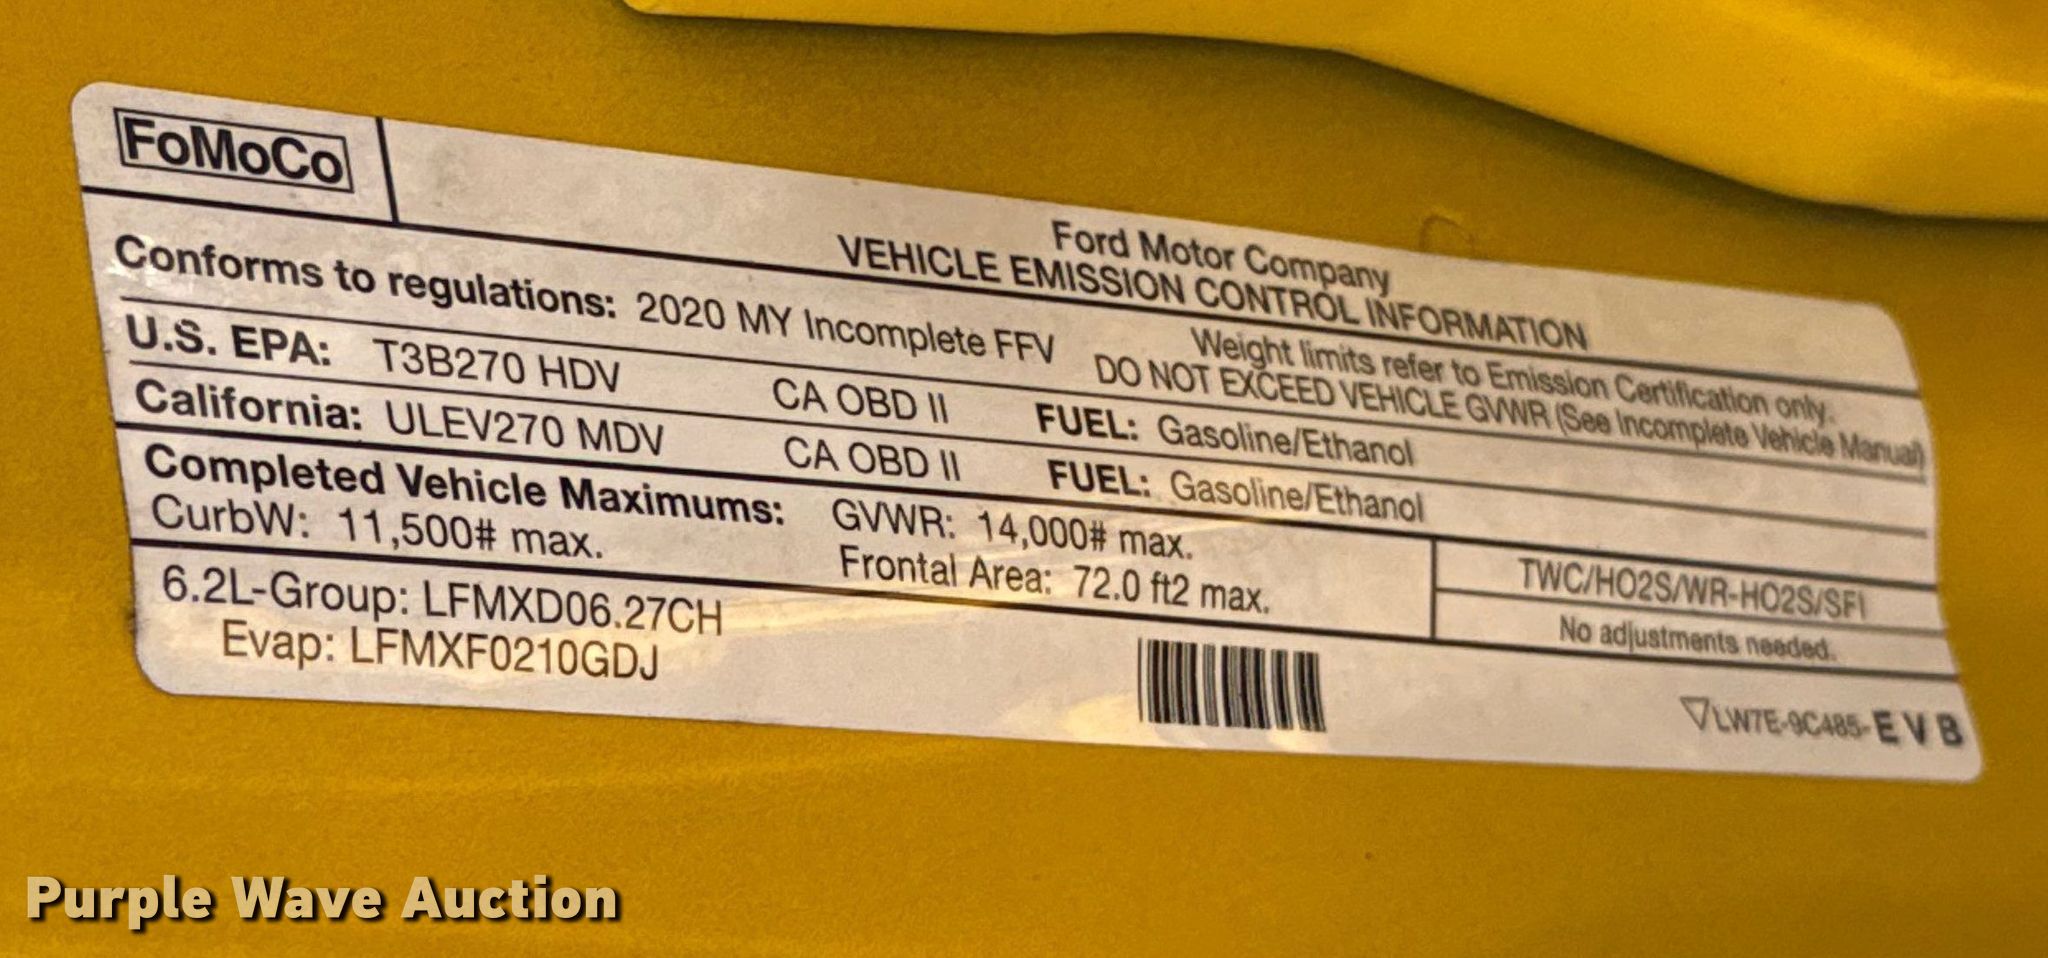 FoMoCo
Ford Motor Company
VEHICLE EMISSION CONTROL INFORMATION
Conforms to regulations: 2020 MY Incomplete FFV
Weight limits refer to Emission Certification only.
DO NOT EXCEED VEHICLE GVWR (See Incomplete Vehicle Manual)
U.S. EPA: T3B270 HDV CA OBD II FUEL: Gasoline/Ethanol
California: ULEV270 MDV CA OBD II FUEL: Gasoline/Ethanol
Completed Vehicle Maximums: GVWR: 14,000# max.
CurbW: 11,500# max. Frontal Area: 72.0 ft2 max.
TWC/HO2S/WR-HO2S/SFI
No adjustments needed.
6.2L-Group: LFMXD06.27CH
Evap: LFMXF0210GDJ
LW7E-9C485-E V B
Purple Wave Auction